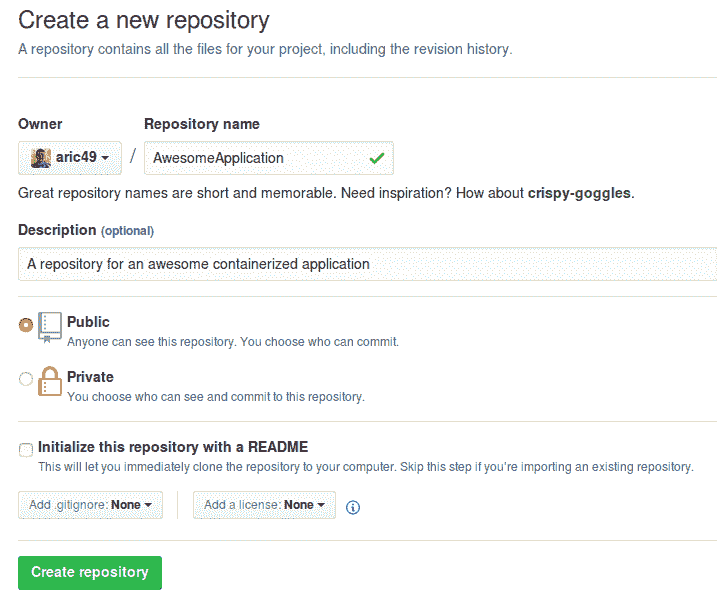 Create a new repository
A repository contains all the files for your project, including the revision history.
Owner Repository name
aric49 / AwesomeApplication
Great repository names are short and memorable. Need inspiration? How about crispy-goggles.
Description (optional)
A repository for an awesome containerized application
Public
Anyone can see this repository. You choose who can commit.
Private
You choose who can see and commit to this repository.
Initialize this repository with a README
This will let you immediately clone the repository to your computer. Skip this step if you're importing an existing repository.
Add .gitignore: None Add a license: None
Create repository